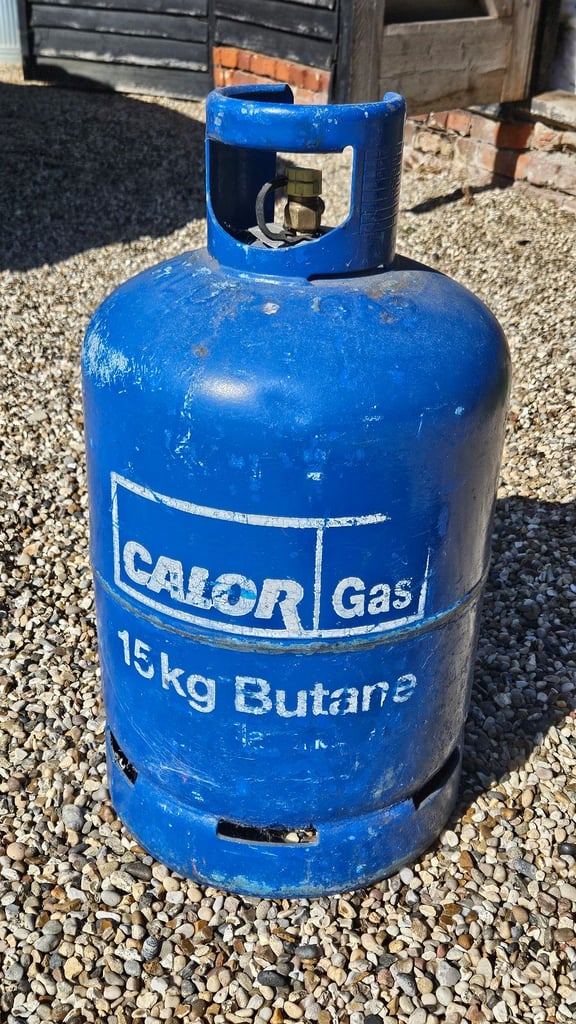 CALOR Gas
15kg Butane